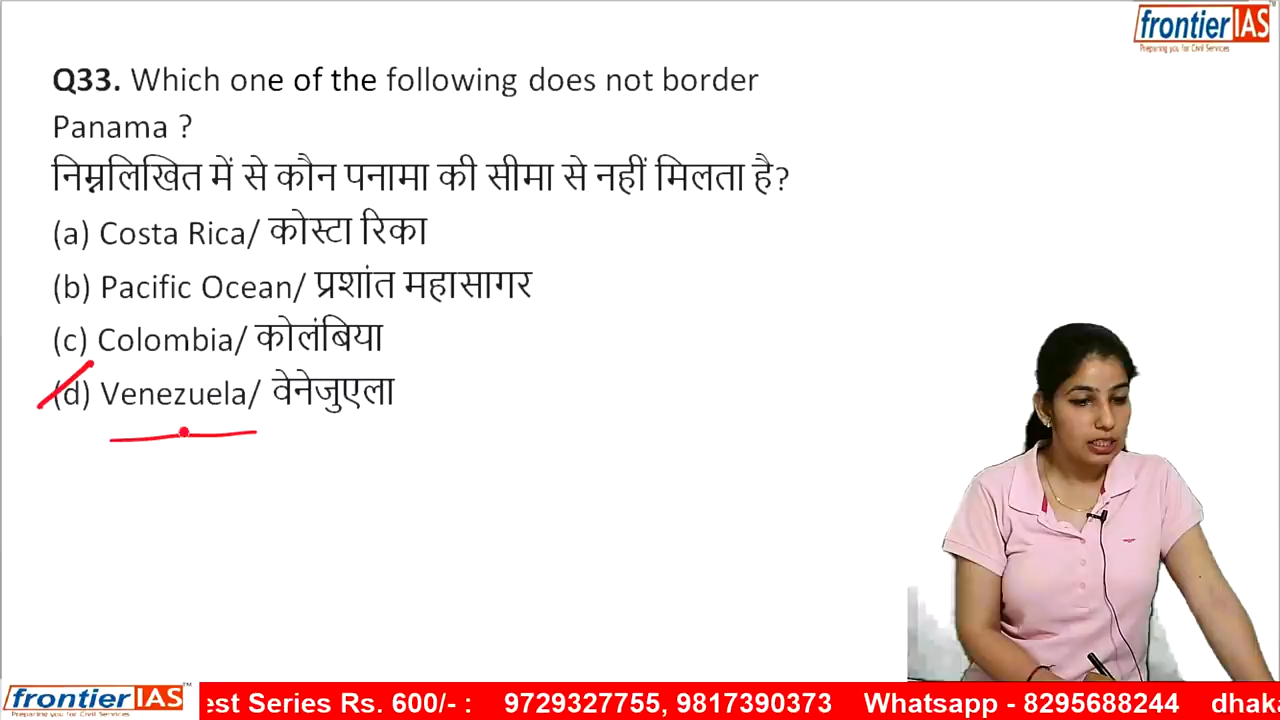 frontier IAS
Preparing you for Civil Services
Q33. Which one of the following does not border
Panama ?
निम्नलिखित में से कौन पनामा की सीमा से नहीं मिलता है?
(a) Costa Rica/ कोस्टा रिका
(b) Pacific Ocean/ प्रशांत महासागर
(c) Colombia/ कोलंबिया
(d) Venezuela/ वेनेजुएला
frontier IAS™
Preparing you for Civil Services
est Series Rs. 600/- : 9729327755, 9817390373 Whatsapp - 8295688244 dhaka